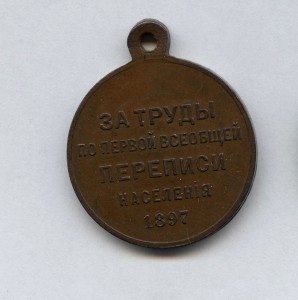 ЗА ТРУДЫ
ПО ПЕРВОЙ ВСЕОБЩЕЙ
ПЕРЕПИСИ
НАСЕЛЕНІЯ
1897